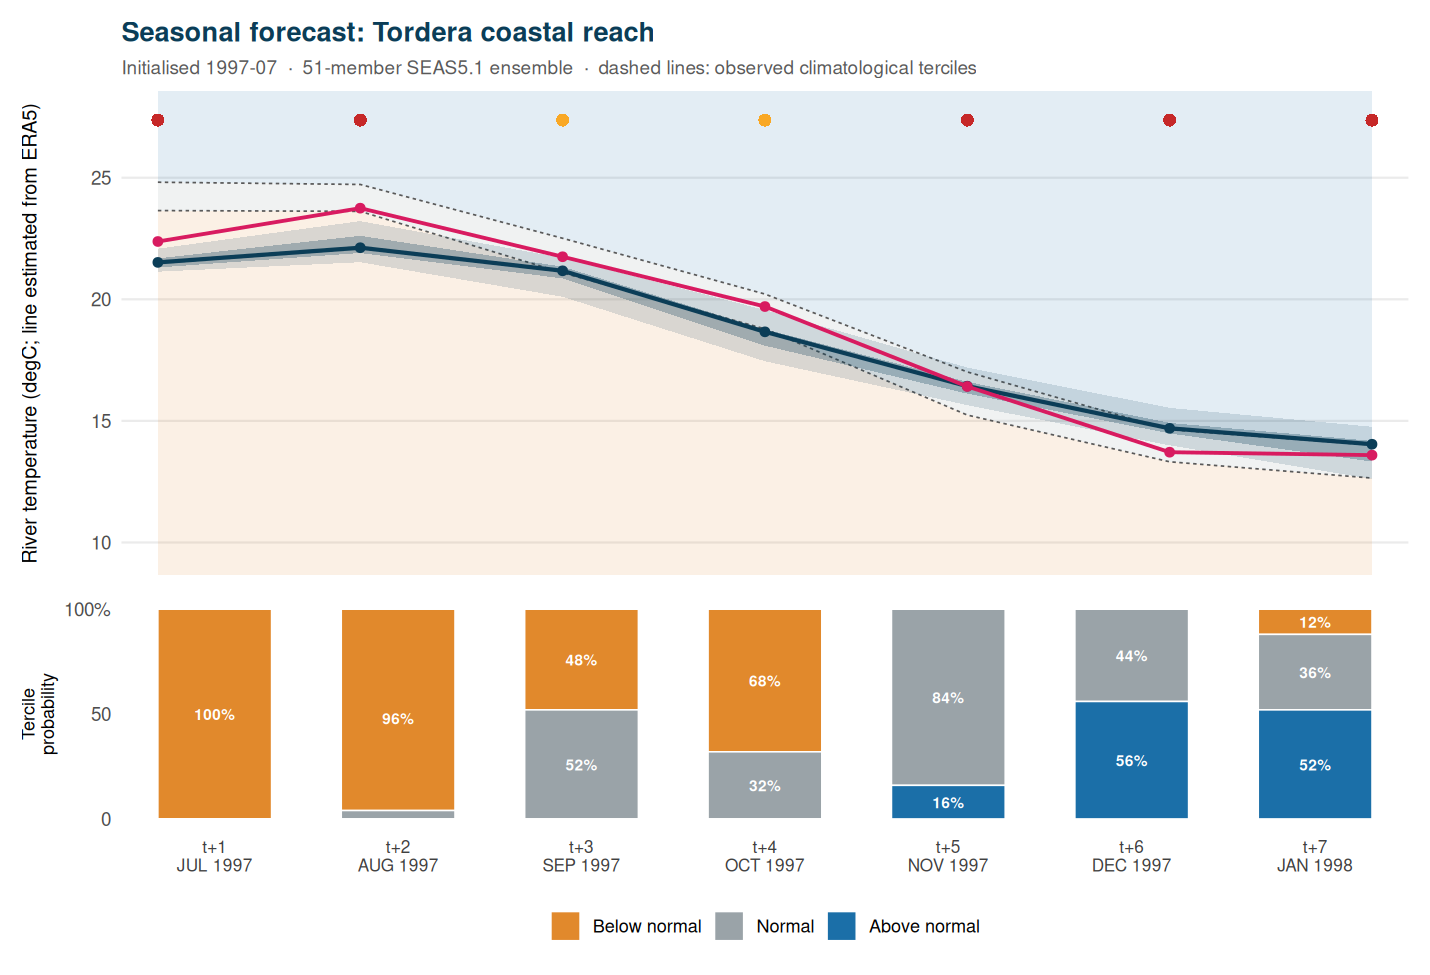 Seasonal forecast: Tordera coastal reach
Initialised 1997-07 · 51-member SEAS5.1 ensemble · dashed lines: observed climatological terciles
River temperature (degC; line estimated from ERA5)
25
20
15
10
Tercile
probability
100%
50
0
100%
96%
48%
52%
68%
32%
84%
16%
44%
56%
12%
36%
52%
t+1
JUL 1997
t+2
AUG 1997
t+3
SEP 1997
t+4
OCT 1997
t+5
NOV 1997
t+6
DEC 1997
t+7
JAN 1998
Below normal
Normal
Above normal